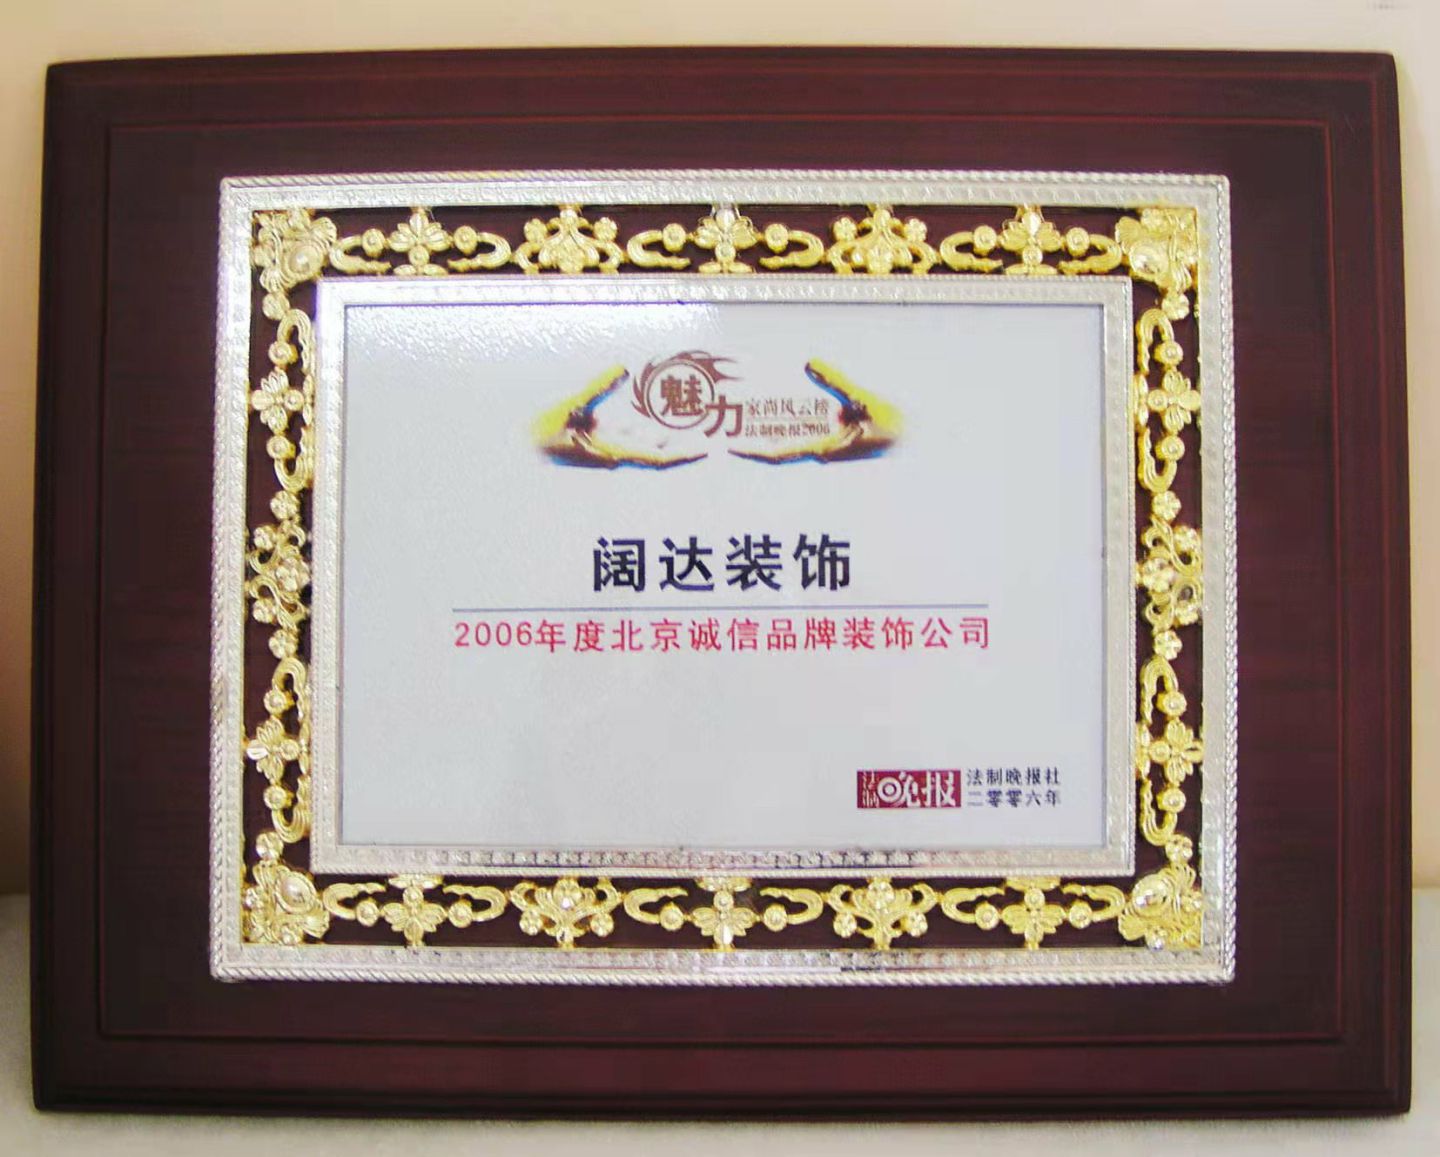 魅力
家尚风云榜
法制晚报2006
阔达装饰
2006年度北京诚信品牌装饰公司
法制晚报
法制晚报社
二零零六年